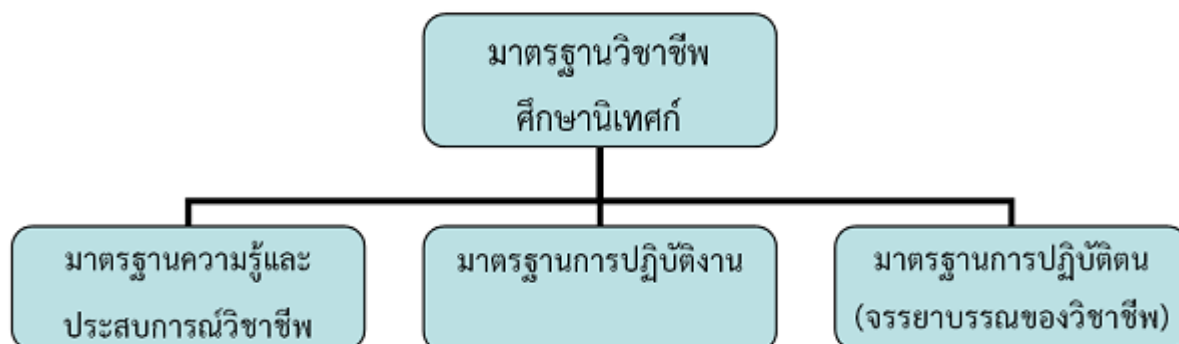 มาตรฐานวิชาชีพ
ศึกษานิเทศก์
มาตรฐานความรู้และ
ประสบการณ์วิชาชีพ
มาตรฐานการปฏิบัติงาน
มาตรฐานการปฏิบัติตน
(จรรยาบรรณของวิชาชีพ)